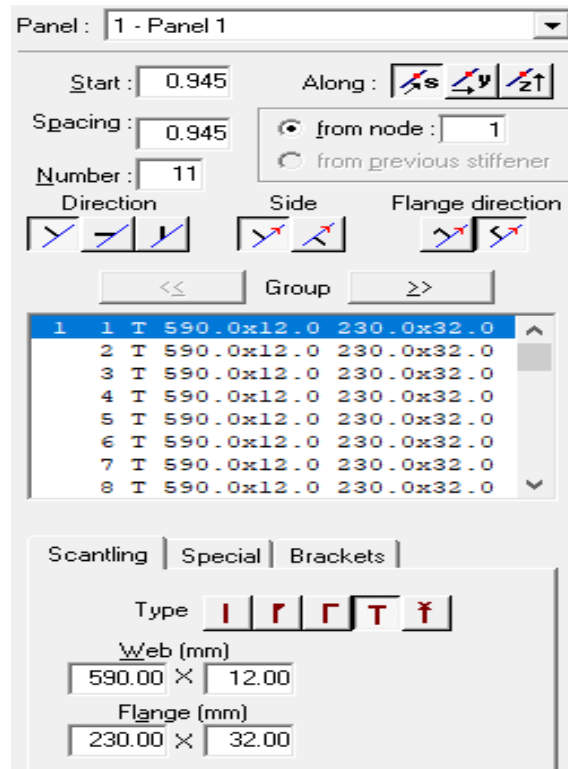 Panel : 1 - Panel 1
Start : 0.945 Along : s y z
Spacing : 0.945 from node : 1
Number : 11 from previous stiffener
Direction Side Flange direction
<< Group >>
1 1 T 590.0x12.0 230.0x32.0
2 T 590.0x12.0 230.0x32.0
3 T 590.0x12.0 230.0x32.0
4 T 590.0x12.0 230.0x32.0
5 T 590.0x12.0 230.0x32.0
6 T 590.0x12.0 230.0x32.0
7 T 590.0x12.0 230.0x32.0
8 T 590.0x12.0 230.0x32.0
Scantling Special Brackets
Type
Web (mm)
590.00 X 12.00
Flange (mm)
230.00 X 32.00